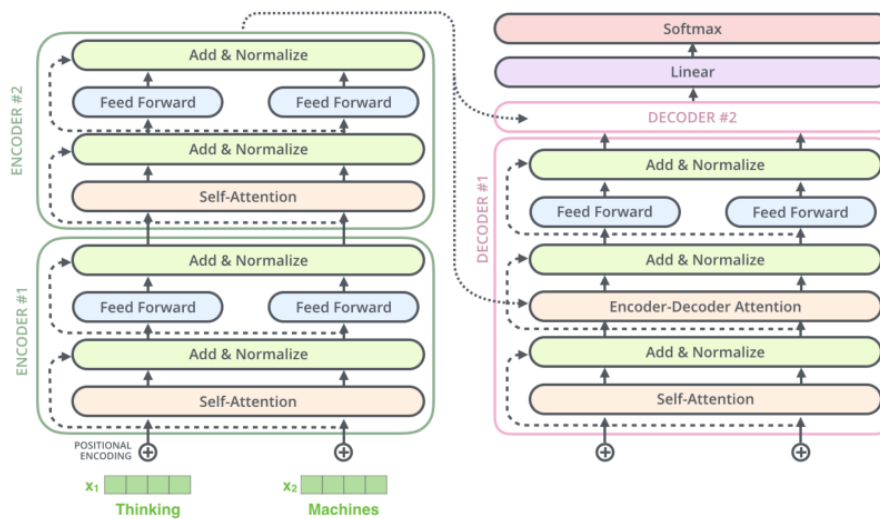 ENCODER #2
Add & Normalize
Feed Forward
Feed Forward
Add & Normalize
Self-Attention
ENCODER #1
Add & Normalize
Feed Forward
Feed Forward
Add & Normalize
Self-Attention
POSITIONAL
ENCODING
x₁
x₂
Thinking
Machines
Softmax
Linear
DECODER #2
DECODER #1
Add & Normalize
Feed Forward
Feed Forward
Add & Normalize
Encoder-Decoder Attention
Add & Normalize
Self-Attention